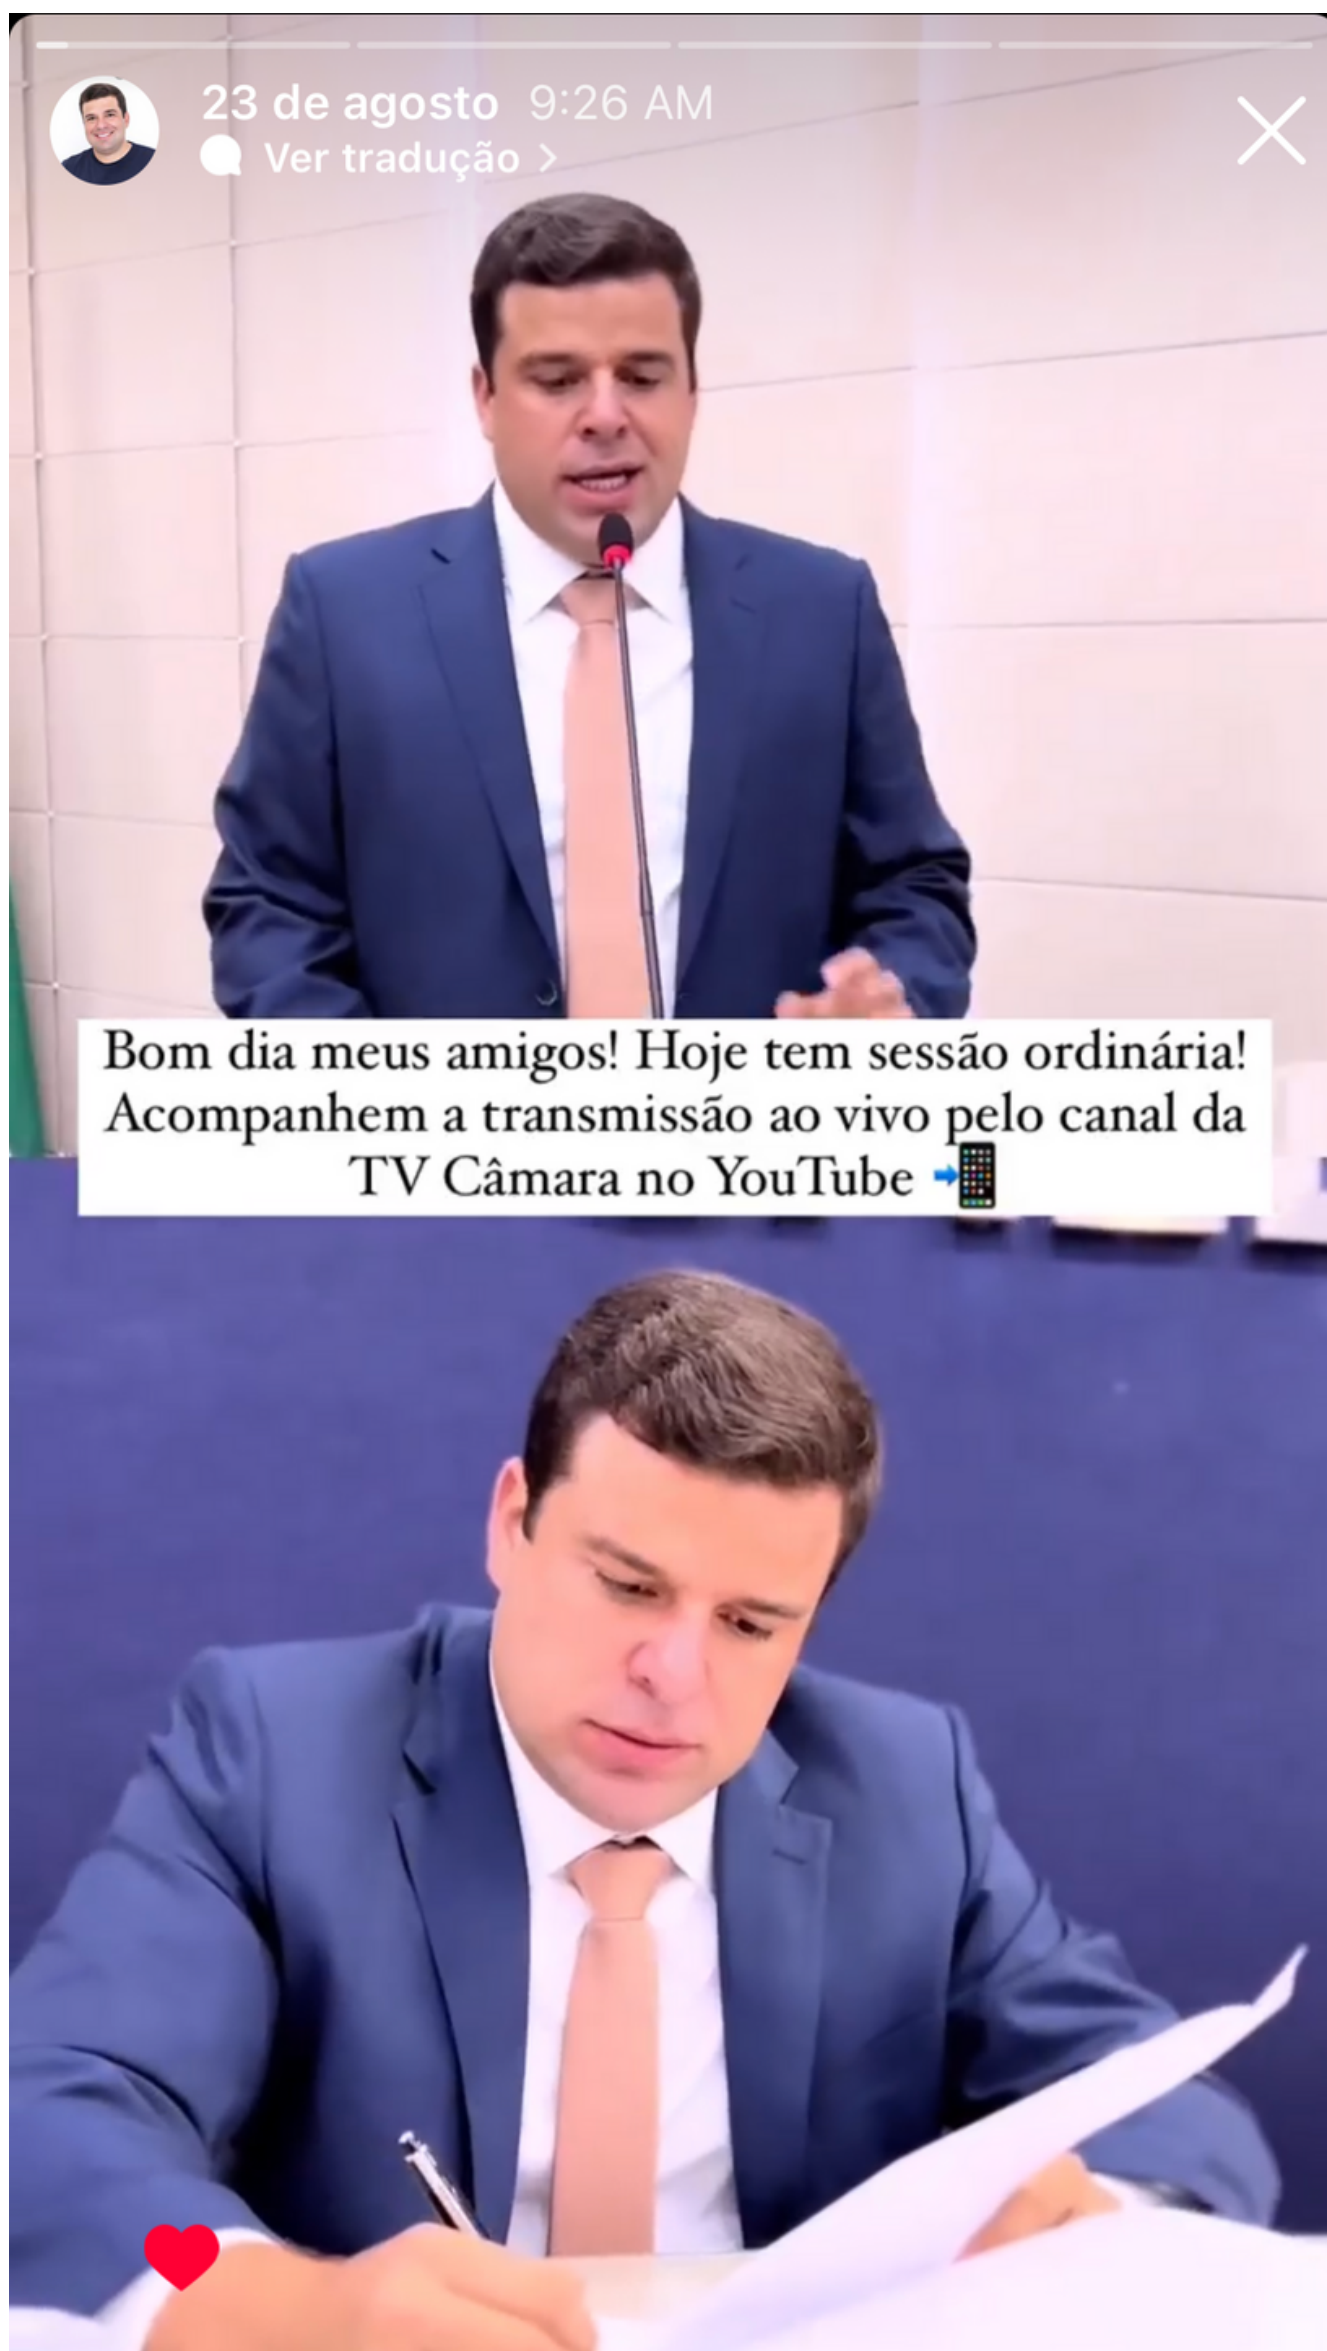 23 de agosto 9:26 AM
Ver tradução >
Bom dia meus amigos! Hoje tem sessão ordinária!
Acompanhem a transmissão ao vivo pelo canal da
TV Câmara no YouTube 📲